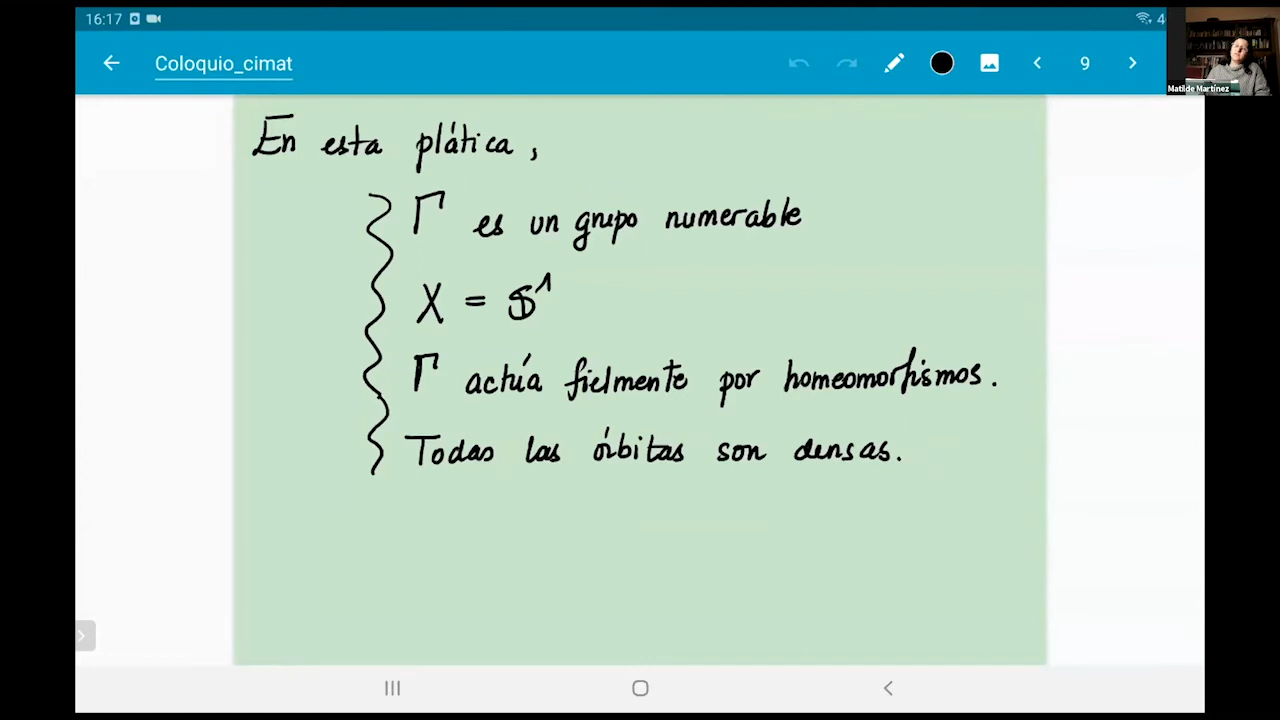 16:17
4
Coloquio_cimat
9
Matilde Martínez
En esta plática,
Γ es un grupo numerable
X = 𝕊¹
Γ actúa fielmente por homeomorfismos.
Todas las órbitas son densas.